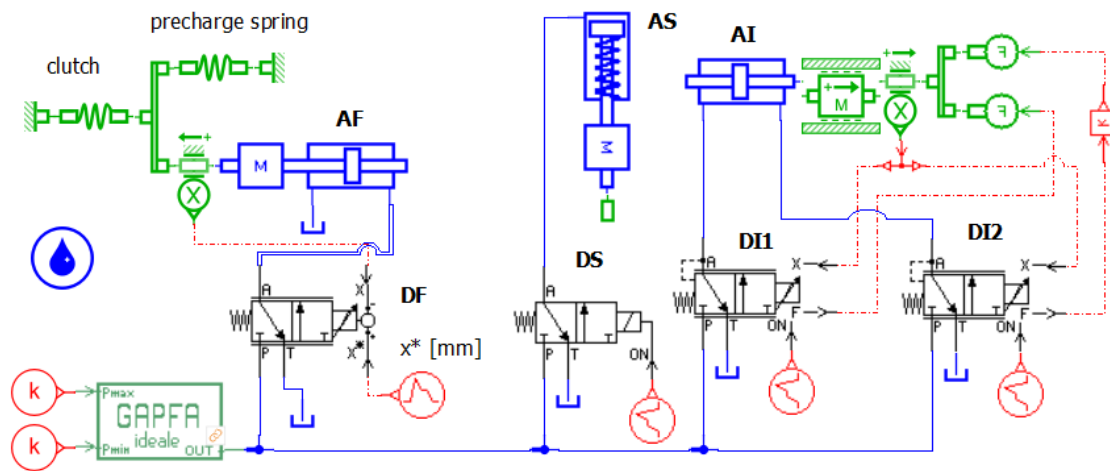 precharge spring
clutch
AS
AI
AF
M
M
+
M
X
X
F
F
K
DF
DS
DI1
DI2
A
A
A
A
X
X
X
X*
x* [mm]
F
F
P
T
T
T
P
T
T
T
P
T
T
T
P
T
T
T
ON
ON
ON
k
k
Pmax
Pmin
GAPFA
ideale
OUT